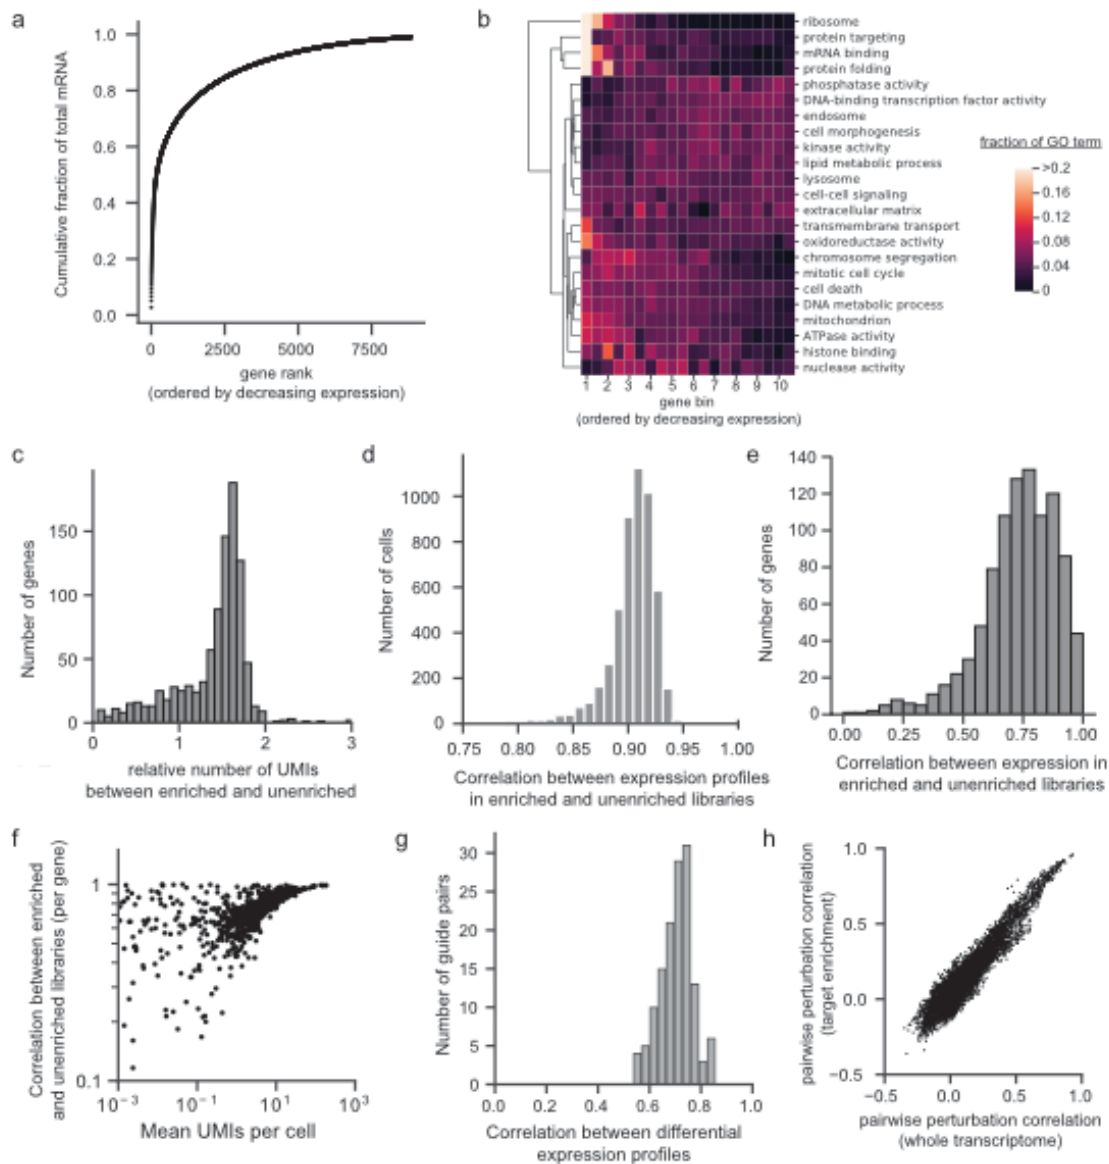 a
Cumulative fraction of total mRNA
1.0
0.8
0.6
0.4
0.2
0.0
0 2500 5000 7500
gene rank
(ordered by decreasing expression)
b
ribosome
protein targeting
mRNA binding
protein folding
phosphatase activity
DNA-binding transcription factor activity
endosome
cell morphogenesis
kinase activity
lipid metabolic process
lysosome
cell-cell signaling
extracellular matrix
transmembrane transport
oxidoreductase activity
chromosome segregation
mitotic cell cycle
cell death
DNA metabolic process
mitochondrion
ATPase activity
histone binding
nuclease activity
1 2 3 4 5 6 7 8 9 10
gene bin
(ordered by decreasing expression)
fraction of GO term
>0.2
0.16
0.12
0.08
0.04
0
c
Number of genes
150
100
50
0
0 1 2 3
relative number of UMIs
between enriched and unenriched
d
Number of cells
1000
800
600
400
200
0
0.75 0.80 0.85 0.90 0.95 1.00
Correlation between expression profiles
in enriched and unenriched libraries
e
Number of genes
140
120
100
80
60
40
20
0
0.00 0.25 0.50 0.75 1.00
Correlation between expression in
enriched and unenriched libraries
f
Correlation between enriched
and unenriched libraries (per gene)
1
0.1
10⁻³ 10⁻¹ 10¹ 10³
Mean UMIs per cell
g
Number of guide pairs
30
25
20
15
10
5
0
0.0 0.2 0.4 0.6 0.8 1.0
Correlation between differential
expression profiles
h
pairwise perturbation correlation
(target enrichment)
1.0
0.5
0.0
−0.5
−0.5 0.0 0.5 1.0
pairwise perturbation correlation
(whole transcriptome)